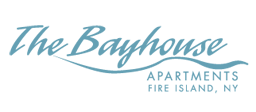 The Bayhouse
APARTMENTS
FIRE ISLAND, NY